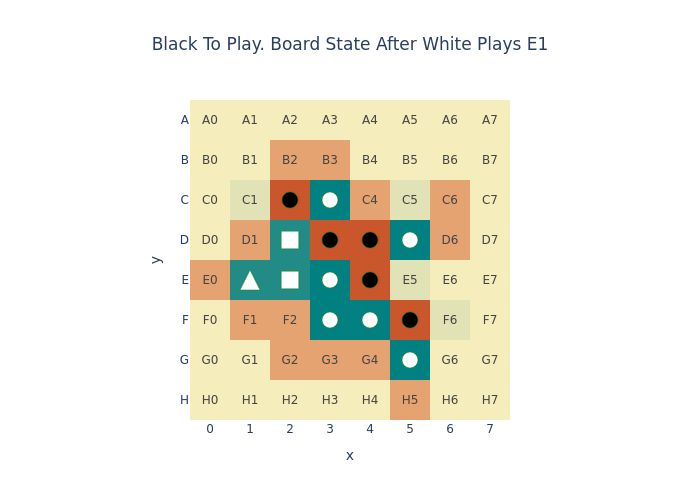 Black To Play. Board State After White Plays E1
A A0 A1 A2 A3 A4 A5 A6 A7
B B0 B1 B2 B3 B4 B5 B6 B7
C C0 C1 C4 C5 C6 C7
D D0 D1 D6 D7
y
E E0 E5 E6 E7
F F0 F1 F2 F6 F7
G G0 G1 G2 G3 G4 G6 G7
H H0 H1 H2 H3 H4 H5 H6 H7
0 1 2 3 4 5 6 7
x